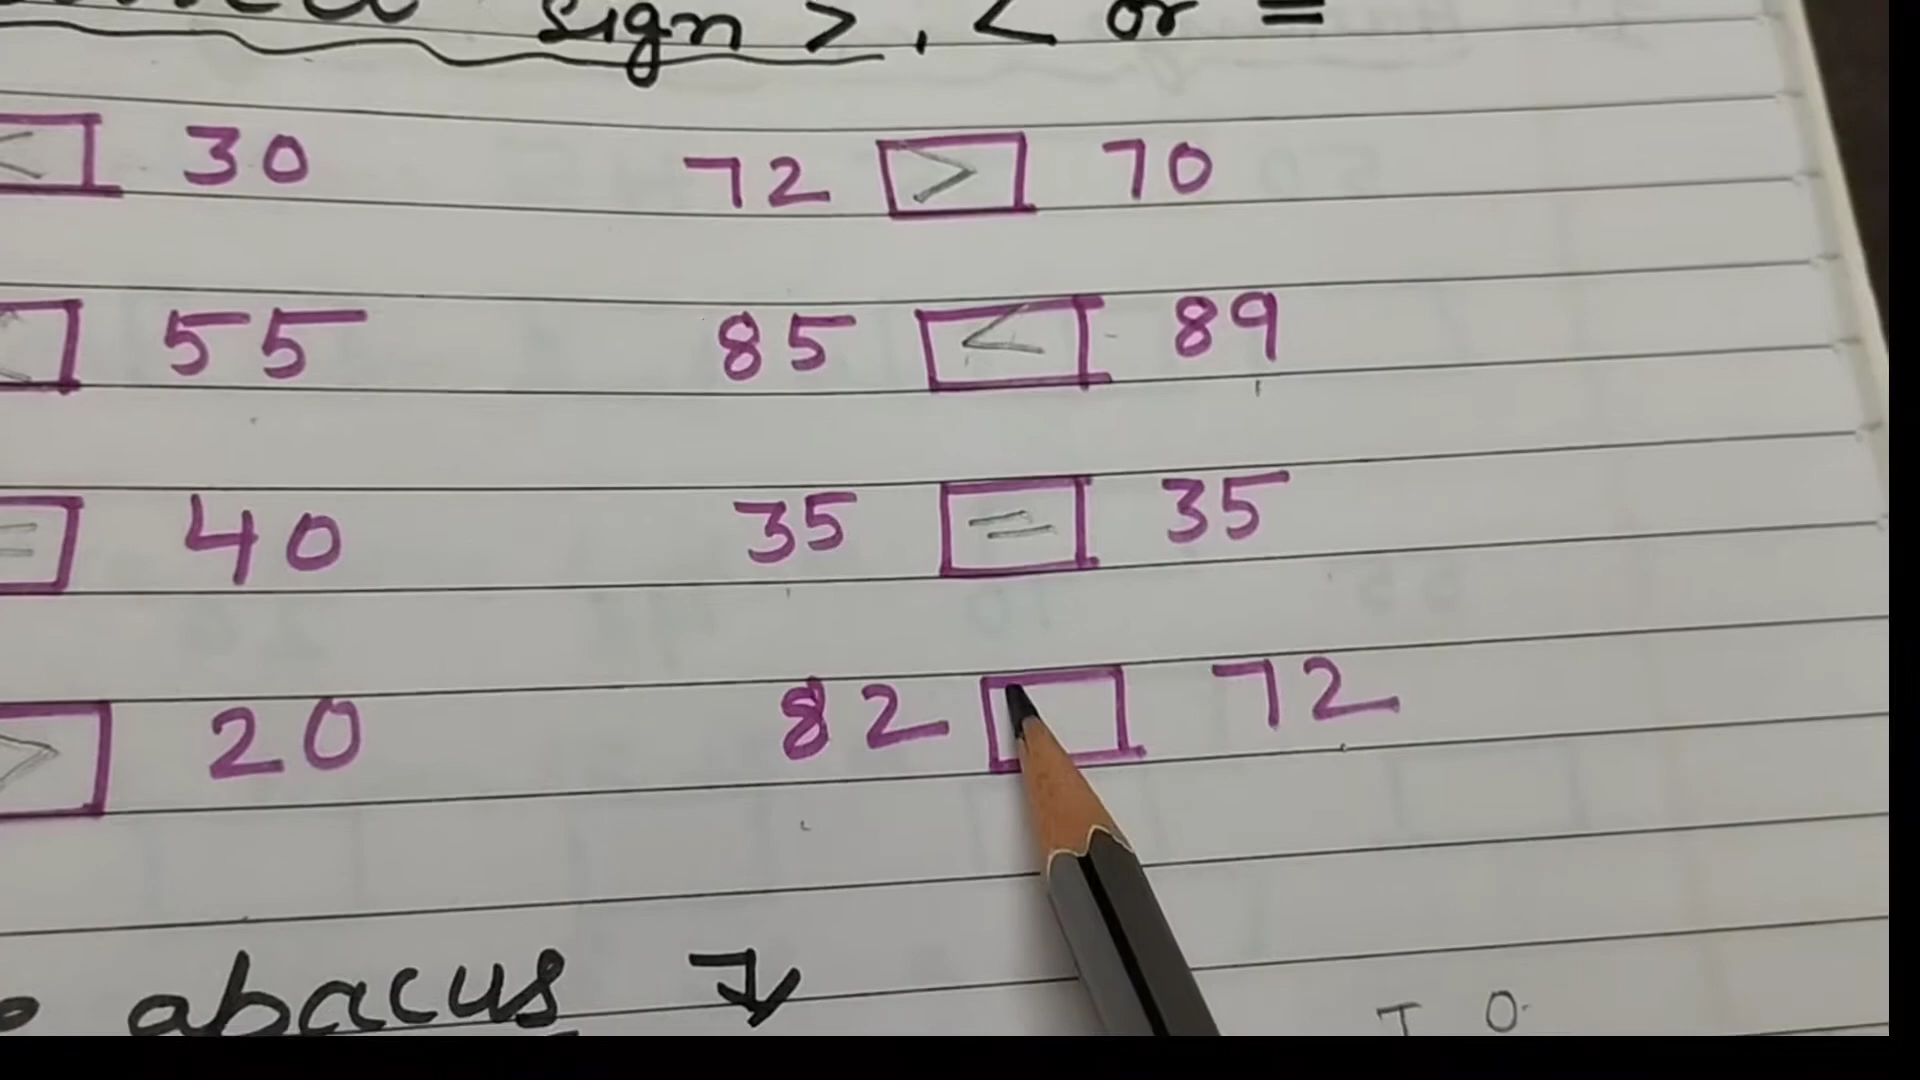 sign >, < or =
< 30 72 > 70
55 85 < 89
= 40 35 = 35
> 20 82 72
abacus
T O